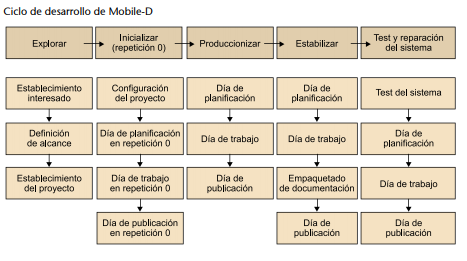 Ciclo de desarrollo de Mobile-D
Explorar
Inicializar
(repetición 0)
Produccionizar
Estabilizar
Test y reparación
del sistema
Establecimiento
interesado
Definición
de alcance
Establecimiento
del proyecto
Configuración
del proyecto
Día de planificación
en repetición 0
Día de trabajo
en repetición 0
Día de publicación
en repetición 0
Día de
planificación
Día de trabajo
Día de
publicación
Día de
planificación
Día de trabajo
Empaquetado
de documentación
Día de
publicación
Test del sistema
Día de
planificación
Día de trabajo
Día de
publicación